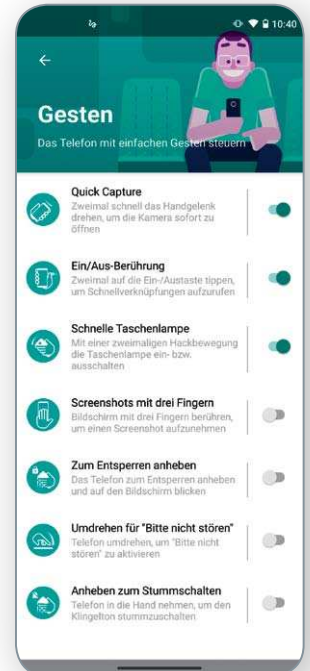 10:40
Gesten
Das Telefon mit einfachen Gesten steuern
Quick Capture
Zweimal schnell das Handgelenk
drehen, um die Kamera sofort zu
öffnen
Ein/Aus-Berührung
Zweimal auf die Ein-/Austaste tippen,
um Schnellverknüpfungen aufzurufen
Schnelle Taschenlampe
Mit einer zweimaligen Hackbewegung
die Taschenlampe ein- bzw.
ausschalten
Screenshots mit drei Fingern
Bildschirm mit drei Fingern berühren,
um einen Screenshot aufzunehmen
Zum Entsperren anheben
Das Telefon zum Entsperren anheben
und auf den Bildschirm blicken
Umdrehen für "Bitte nicht stören"
Telefon umdrehen, um "Bitte nicht
stören" zu aktivieren
Anheben zum Stummschalten
Telefon in die Hand nehmen, um den
Klingelton stummzuschalten